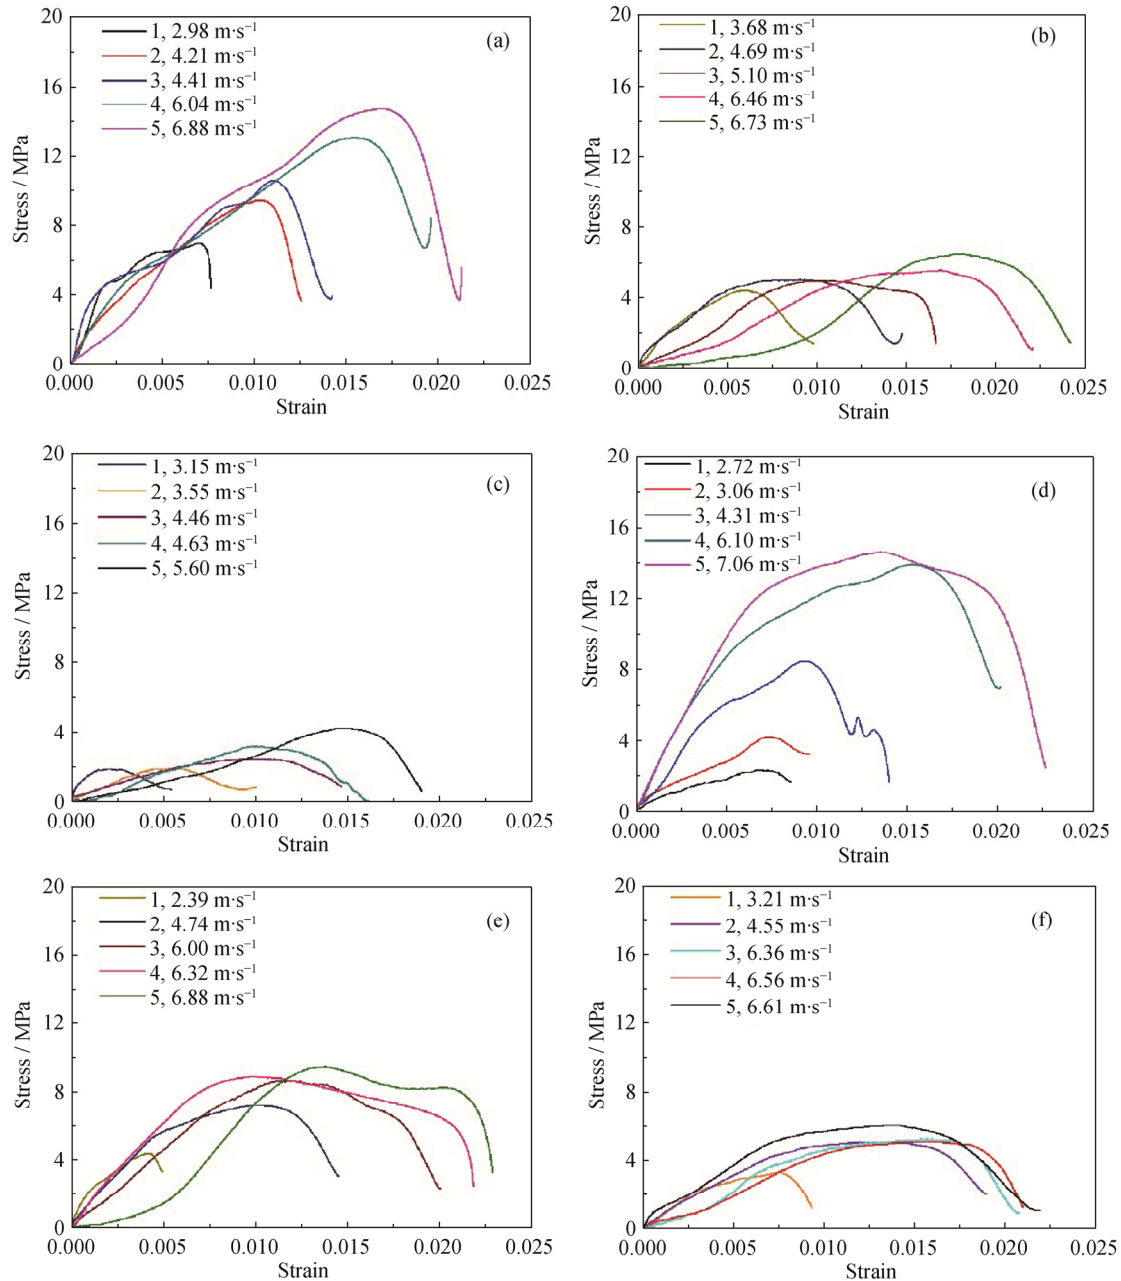 20
16
12
8
4
0
Stress / MPa
1, 2.98 m·s⁻¹
2, 4.21 m·s⁻¹
3, 4.41 m·s⁻¹
4, 6.04 m·s⁻¹
5, 6.88 m·s⁻¹
(a)
0.000 0.005 0.010 0.015 0.020 0.025
Strain
20
16
12
8
4
0
Stress / MPa
1, 3.68 m·s⁻¹
2, 4.69 m·s⁻¹
3, 5.10 m·s⁻¹
4, 6.46 m·s⁻¹
5, 6.73 m·s⁻¹
(b)
0.000 0.005 0.010 0.015 0.020 0.025
Strain
20
16
12
8
4
0
Stress / MPa
1, 3.15 m·s⁻¹
2, 3.55 m·s⁻¹
3, 4.46 m·s⁻¹
4, 4.63 m·s⁻¹
5, 5.60 m·s⁻¹
(c)
0.000 0.005 0.010 0.015 0.020 0.025
Strain
20
16
12
8
4
0
Stress / MPa
1, 2.72 m·s⁻¹
2, 3.06 m·s⁻¹
3, 4.31 m·s⁻¹
4, 6.10 m·s⁻¹
5, 7.06 m·s⁻¹
(d)
0.000 0.005 0.010 0.015 0.020 0.025
Strain
20
16
12
8
4
0
Stress / MPa
1, 2.39 m·s⁻¹
2, 4.74 m·s⁻¹
3, 6.00 m·s⁻¹
4, 6.32 m·s⁻¹
5, 6.88 m·s⁻¹
(e)
0.000 0.005 0.010 0.015 0.020 0.025
Strain
20
16
12
8
4
0
Stress / MPa
1, 3.21 m·s⁻¹
2, 4.55 m·s⁻¹
3, 6.36 m·s⁻¹
4, 6.56 m·s⁻¹
5, 6.61 m·s⁻¹
(f)
0.000 0.005 0.010 0.015 0.020 0.025
Strain